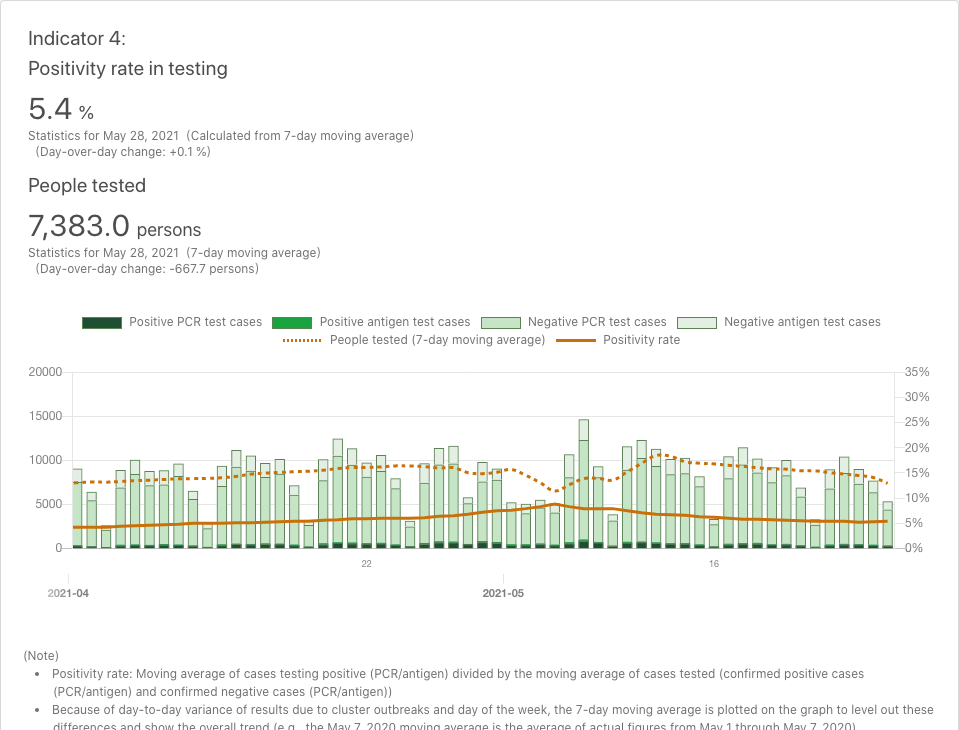 Indicator 4:
Positivity rate in testing
5.4 %
Statistics for May 28, 2021 (Calculated from 7-day moving average)
(Day-over-day change: +0.1 %)
People tested
7,383.0 persons
Statistics for May 28, 2021 (7-day moving average)
(Day-over-day change: -667.7 persons)
Positive PCR test cases Positive antigen test cases Negative PCR test cases Negative antigen test cases
People tested (7-day moving average) Positivity rate
20000 35%
30%
15000 25%
20%
10000 15%
10%
5000 5%
0 0%
22 16
2021-04 2021-05
(Note)
• Positivity rate: Moving average of cases testing positive (PCR/antigen) divided by the moving average of cases tested (confirmed positive cases
(PCR/antigen) and confirmed negative cases (PCR/antigen))
• Because of day-to-day variance of results due to cluster outbreaks and day of the week, the 7-day moving average is plotted on the graph to level out these
differences and show the overall trend (e.g., the May 7, 2020 moving average is the average of actual figures from May 1 through May 7, 2020)